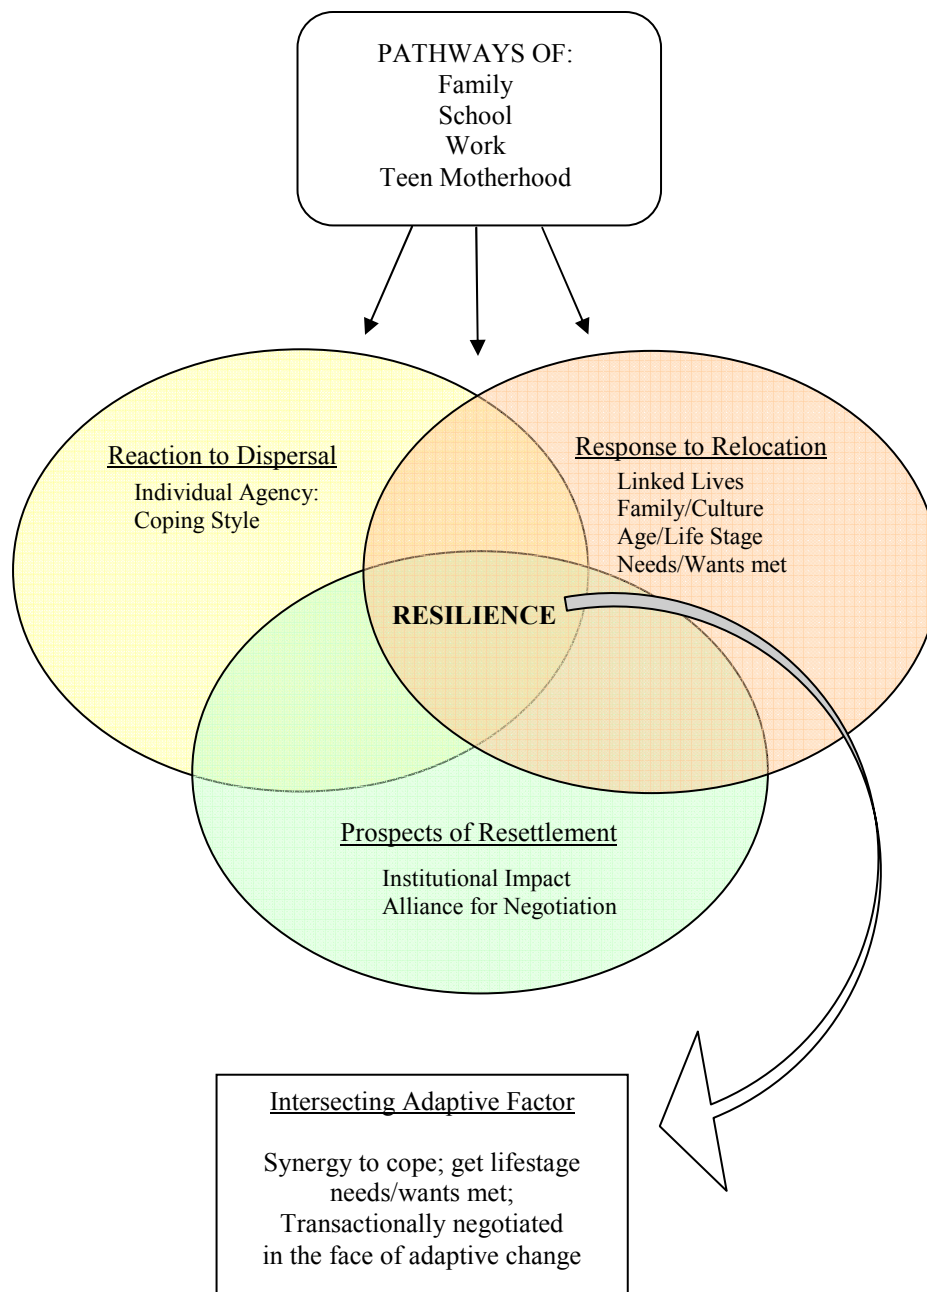 PATHWAYS OF:
Family
School
Work
Teen Motherhood
Reaction to Dispersal
Individual Agency:
Coping Style
Response to Relocation
Linked Lives
Family/Culture
Age/Life Stage
Needs/Wants met
RESILIENCE
Prospects of Resettlement
Institutional Impact
Alliance for Negotiation
Intersecting Adaptive Factor
Synergy to cope; get lifestage
needs/wants met;
Transactionally negotiated
in the face of adaptive change